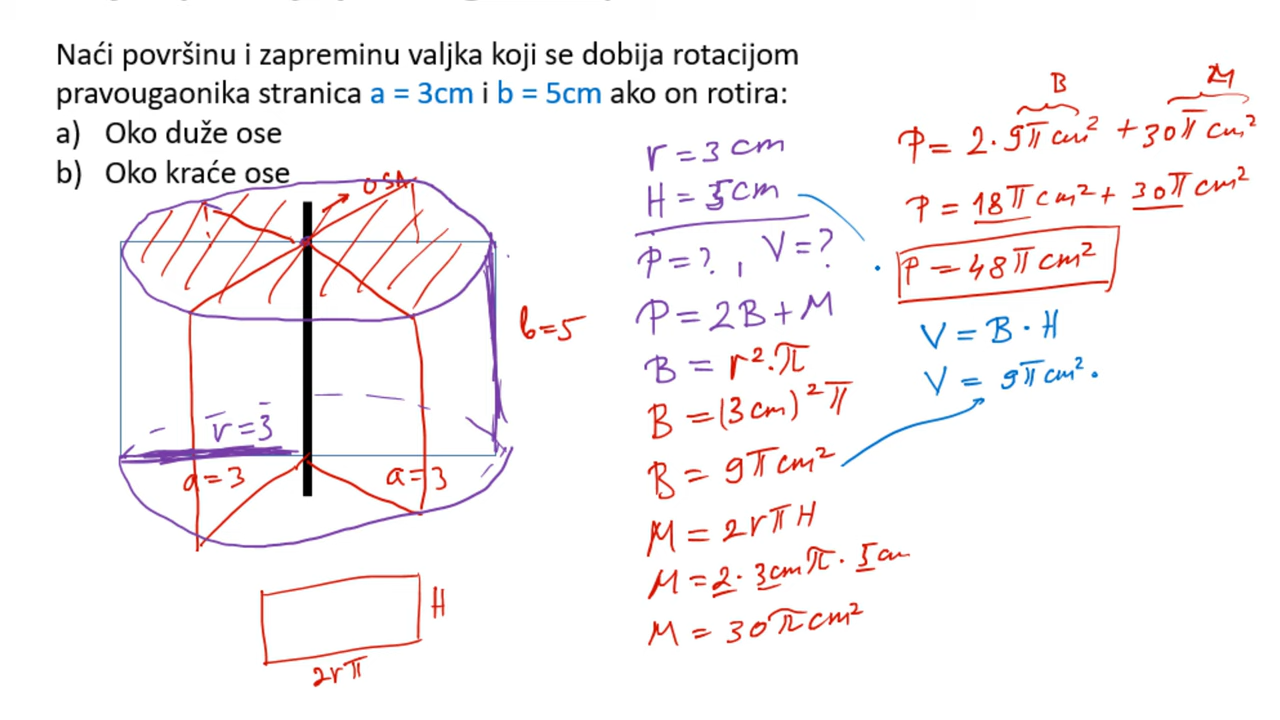 Naći površinu i zapreminu valjka koji se dobija rotacijom
pravougaonika stranica a = 3cm i b = 5cm ako on rotira:
a) Oko duže ose
b) Oko kraće ose
OSA
b=5
r=3
a=3
a=3
H
2rπ
r = 3 cm
H = 5cm
P=?, V=?
P=2B+M
B = r²·π
B =(3cm)²π
B = 9π cm²
M = 2rπH
M = 2·3cmπ·5cm
M = 30π cm²
B
M
P= 2·9π cm² + 30π cm²
P = 18π cm² + 30π cm²
P = 48π cm²
V = B·H
V = 9π cm²·